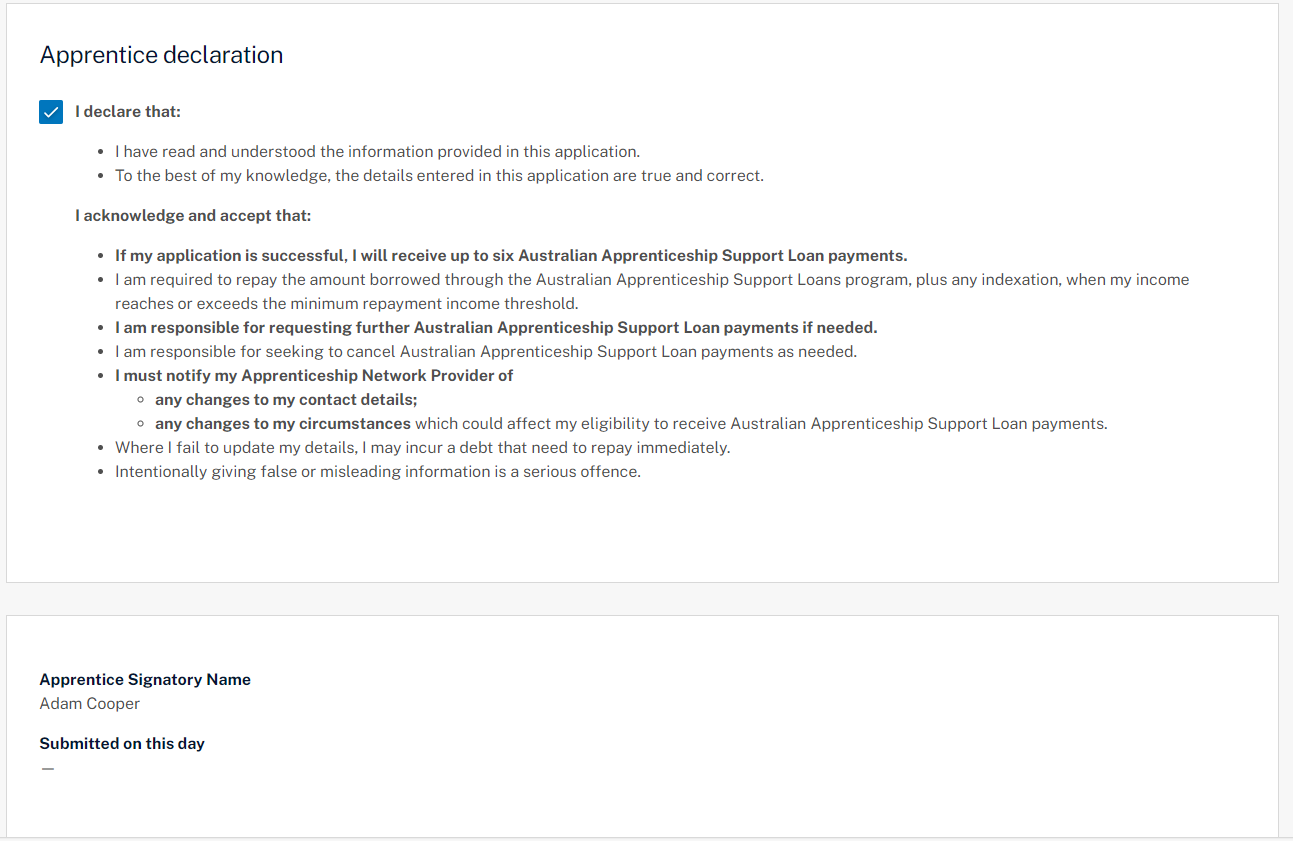 Apprentice declaration
I declare that:
• I have read and understood the information provided in this application.
• To the best of my knowledge, the details entered in this application are true and correct.
I acknowledge and accept that:
• If my application is successful, I will receive up to six Australian Apprenticeship Support Loan payments.
• I am required to repay the amount borrowed through the Australian Apprenticeship Support Loans program, plus any indexation, when my income
reaches or exceeds the minimum repayment income threshold.
• I am responsible for requesting further Australian Apprenticeship Support Loan payments if needed.
• I am responsible for seeking to cancel Australian Apprenticeship Support Loan payments as needed.
• I must notify my Apprenticeship Network Provider of
◦ any changes to my contact details;
◦ any changes to my circumstances which could affect my eligibility to receive Australian Apprenticeship Support Loan payments.
• Where I fail to update my details, I may incur a debt that need to repay immediately.
• Intentionally giving false or misleading information is a serious offence.
Apprentice Signatory Name
Adam Cooper
Submitted on this day
—